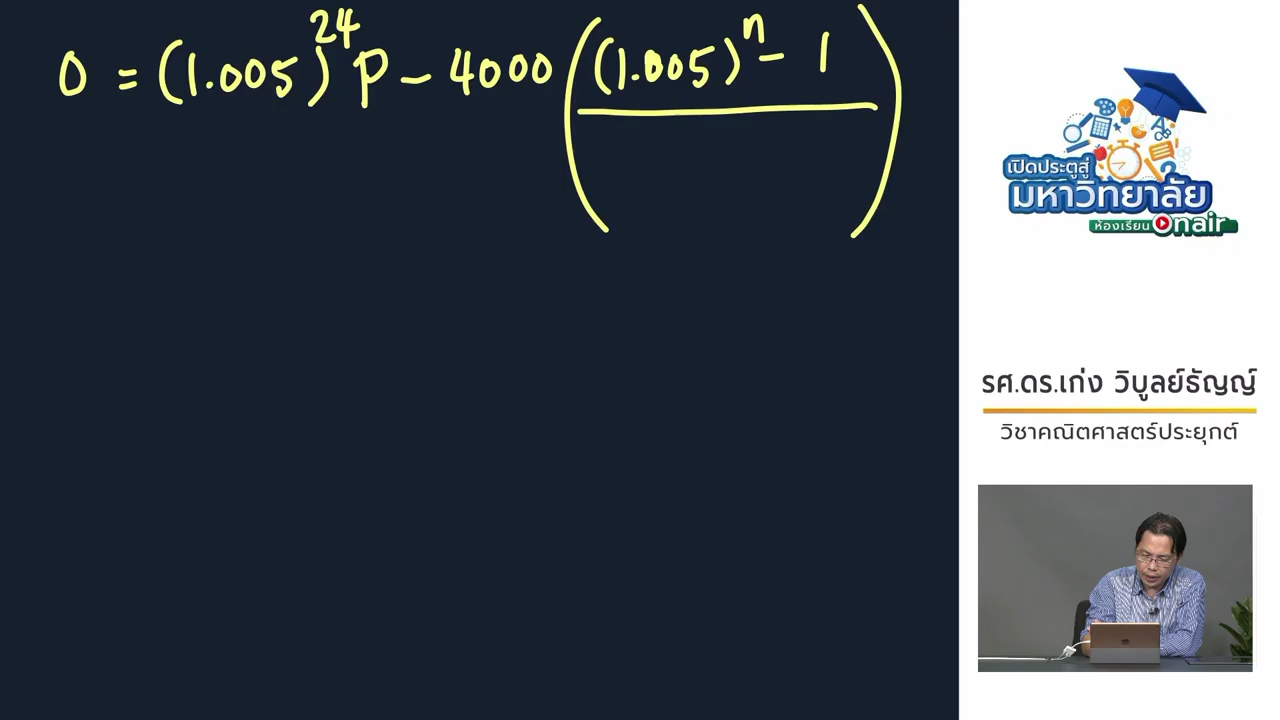 0 = (1.005)^24 P - 4000 ( ((1.005)^n - 1) / )
เปิดประตูสู่
มหาวิทยาลัย
ห้องเรียน Onair
รศ.ดร.เก่ง วิบูลย์ธัญญ์
วิชาคณิตศาสตร์ประยุกต์